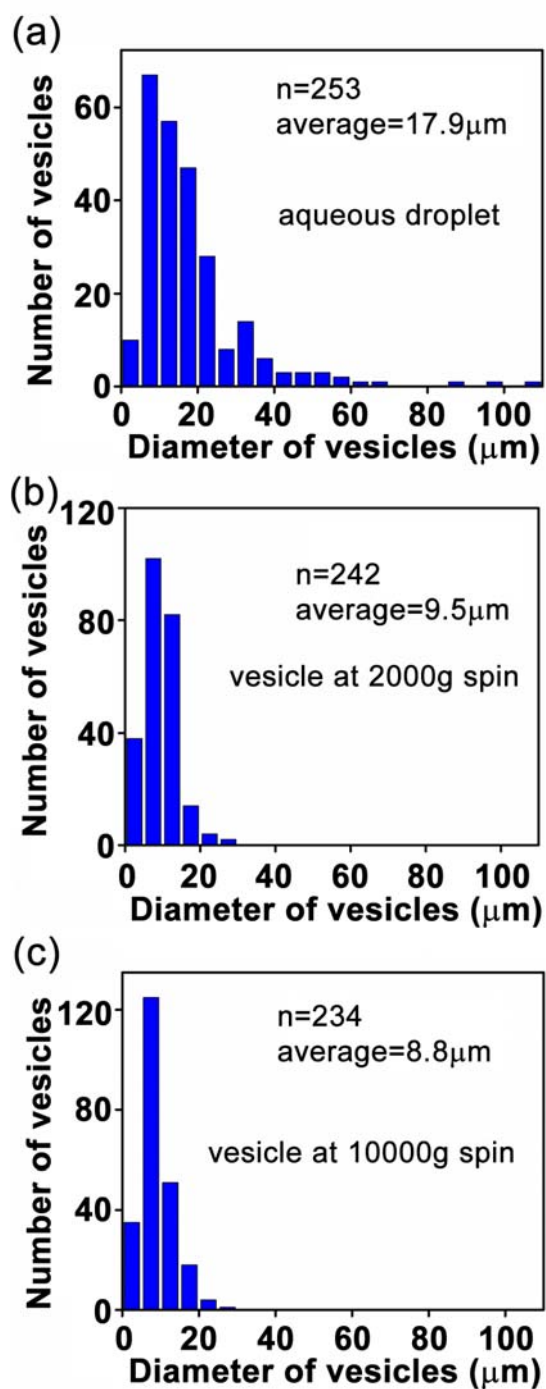 (a)
Number of vesicles
60
40
20
0
n=253
average=17.9μm
aqueous droplet
0 20 40 60 80 100
Diameter of vesicles (μm)
(b)
Number of vesicles
120
80
40
0
n=242
average=9.5μm
vesicle at 2000g spin
0 20 40 60 80 100
Diameter of vesicles (μm)
(c)
Number of vesicles
120
80
40
0
n=234
average=8.8μm
vesicle at 10000g spin
0 20 40 60 80 100
Diameter of vesicles (μm)